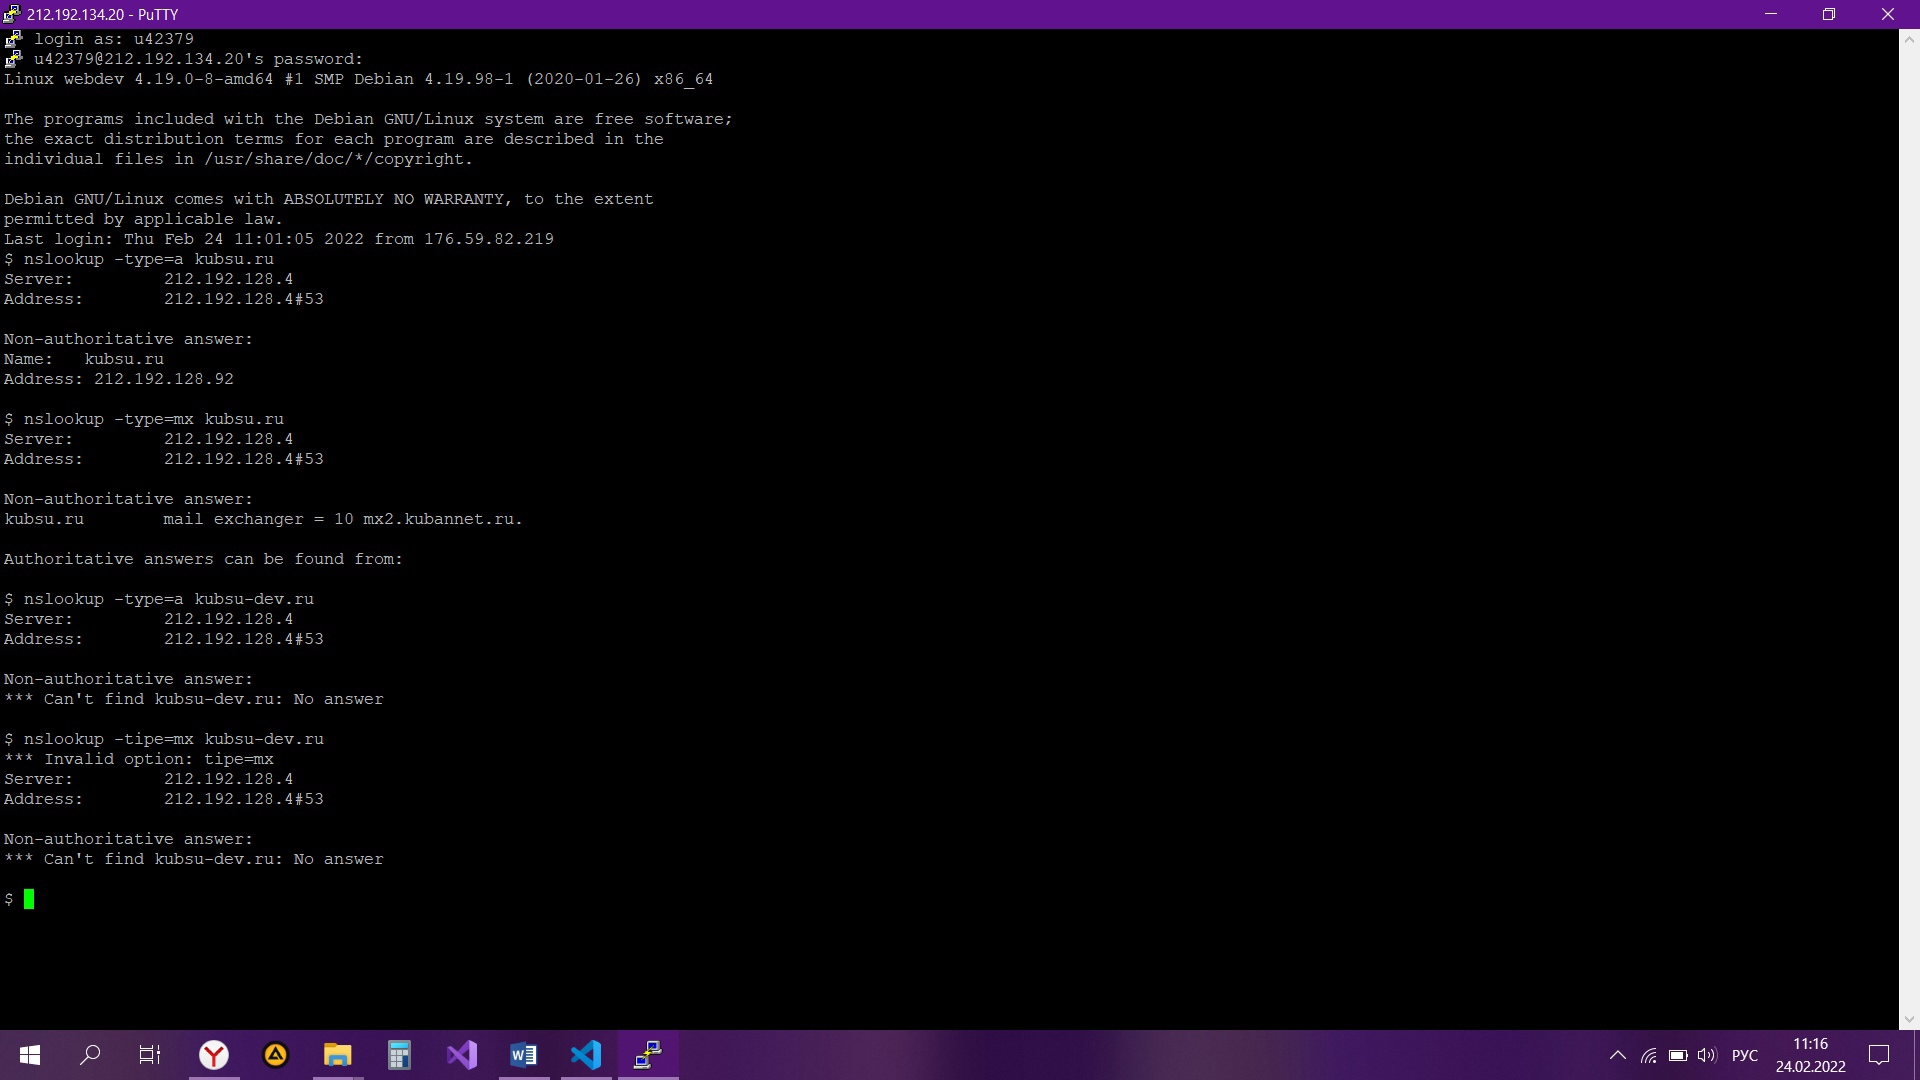 212.192.134.20 - PuTTY
login as: u42379
u42379@212.192.134.20's password:
Linux webdev 4.19.0-8-amd64 #1 SMP Debian 4.19.98-1 (2020-01-26) x86_64
The programs included with the Debian GNU/Linux system are free software;
the exact distribution terms for each program are described in the
individual files in /usr/share/doc/*/copyright.
Debian GNU/Linux comes with ABSOLUTELY NO WARRANTY, to the extent
permitted by applicable law.
Last login: Thu Feb 24 11:01:05 2022 from 176.59.82.219
$ nslookup -type=a kubsu.ru
Server: 212.192.128.4
Address: 212.192.128.4#53
Non-authoritative answer:
Name: kubsu.ru
Address: 212.192.128.92
$ nslookup -type=mx kubsu.ru
Server: 212.192.128.4
Address: 212.192.128.4#53
Non-authoritative answer:
kubsu.ru mail exchanger = 10 mx2.kubannet.ru.
Authoritative answers can be found from:
$ nslookup -type=a kubsu-dev.ru
Server: 212.192.128.4
Address: 212.192.128.4#53
Non-authoritative answer:
*** Can't find kubsu-dev.ru: No answer
$ nslookup -tipe=mx kubsu-dev.ru
*** Invalid option: tipe=mx
Server: 212.192.128.4
Address: 212.192.128.4#53
Non-authoritative answer:
*** Can't find kubsu-dev.ru: No answer
$
РУС
11:16
24.02.2022